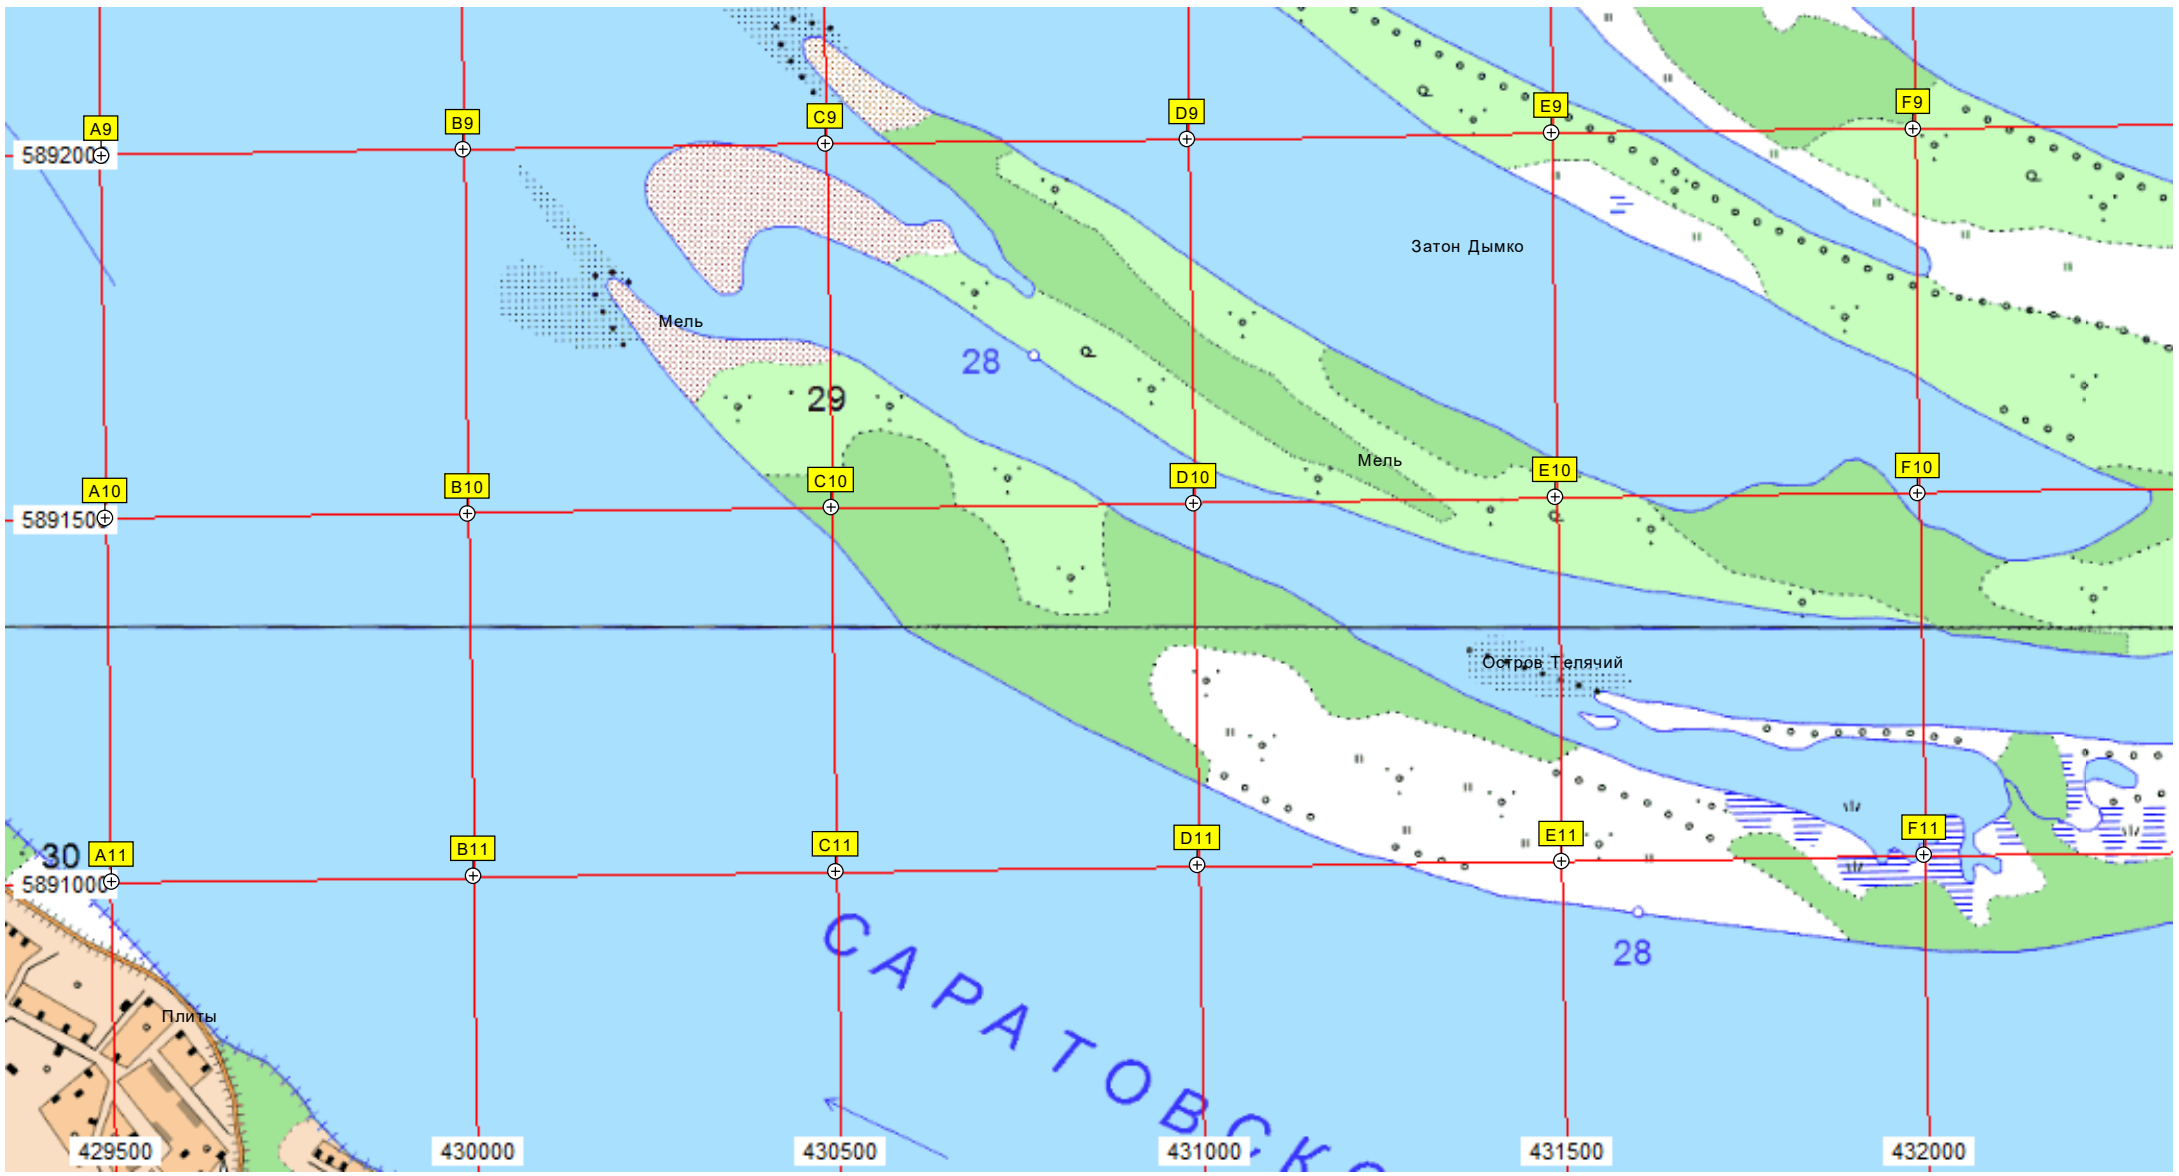 F9
E9
D9
C9
B9
A9
5892000
Затон Дымко
Мель
28
29
Мель
F10
E10
D10
C10
B10
A10
5891500
Остров Телячий
F11
E11
D11
C11
B11
A11
30
5891000
28
САРАТОВСКО
Плиты
429500 430000 430500 431000 431500 432000